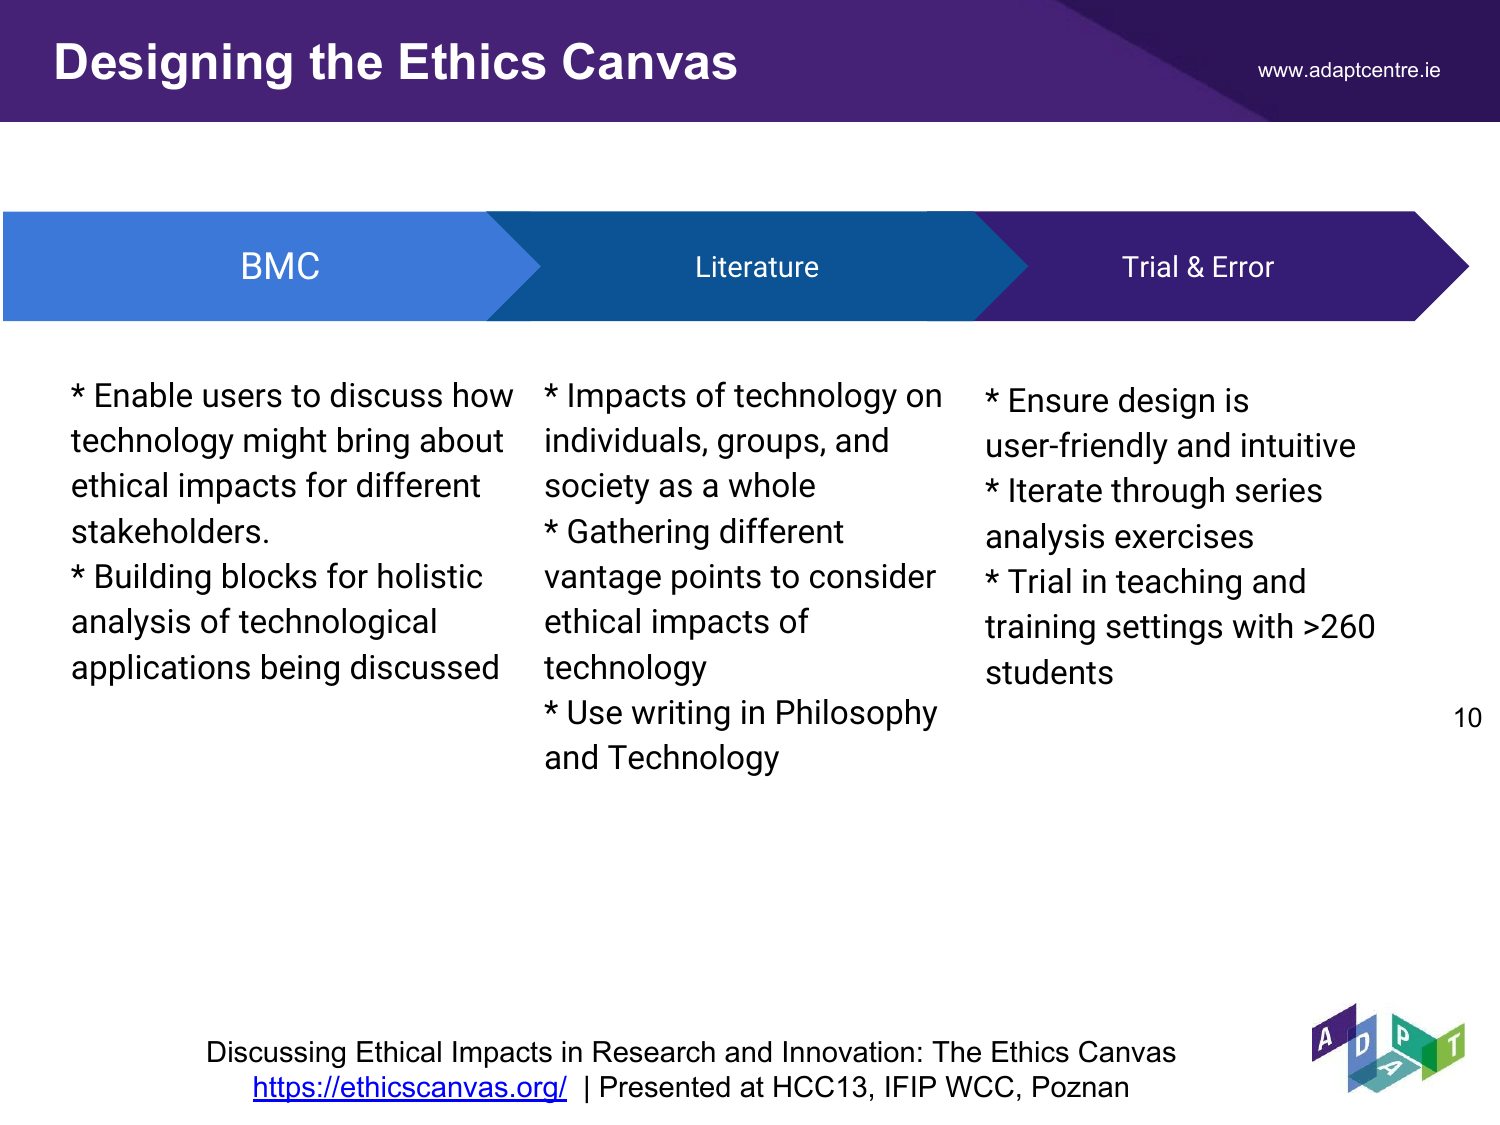 Designing the Ethics Canvas
www.adaptcentre.ie
BMC
Literature
Trial & Error
* Enable users to discuss how
technology might bring about
ethical impacts for different
stakeholders.
* Building blocks for holistic
analysis of technological
applications being discussed
* Impacts of technology on
individuals, groups, and
society as a whole
* Gathering different
vantage points to consider
ethical impacts of
technology
* Use writing in Philosophy
and Technology
* Ensure design is
user-friendly and intuitive
* Iterate through series
analysis exercises
* Trial in teaching and
training settings with >260
students
10
Discussing Ethical Impacts in Research and Innovation: The Ethics Canvas
https://ethicscanvas.org/ | Presented at HCC13, IFIP WCC, Poznan
ADAPT